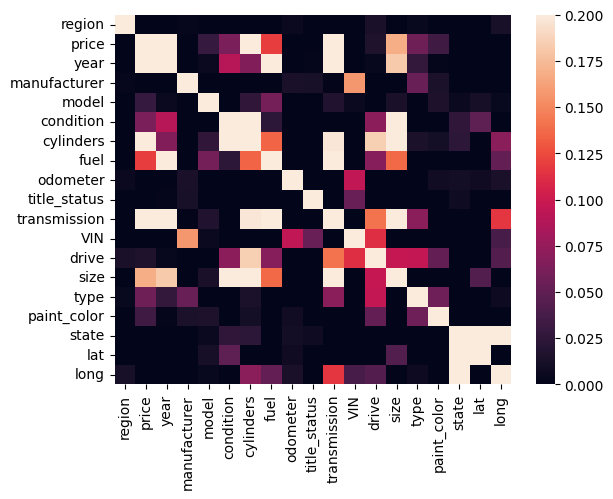 region
price
year
manufacturer
model
condition
cylinders
fuel
odometer
title_status
transmission
VIN
drive
size
type
paint_color
state
lat
long
region
price
year
manufacturer
model
condition
cylinders
fuel
odometer
title_status
transmission
VIN
drive
size
type
paint_color
state
lat
long
0.200
0.175
0.150
0.125
0.100
0.075
0.050
0.025
0.000